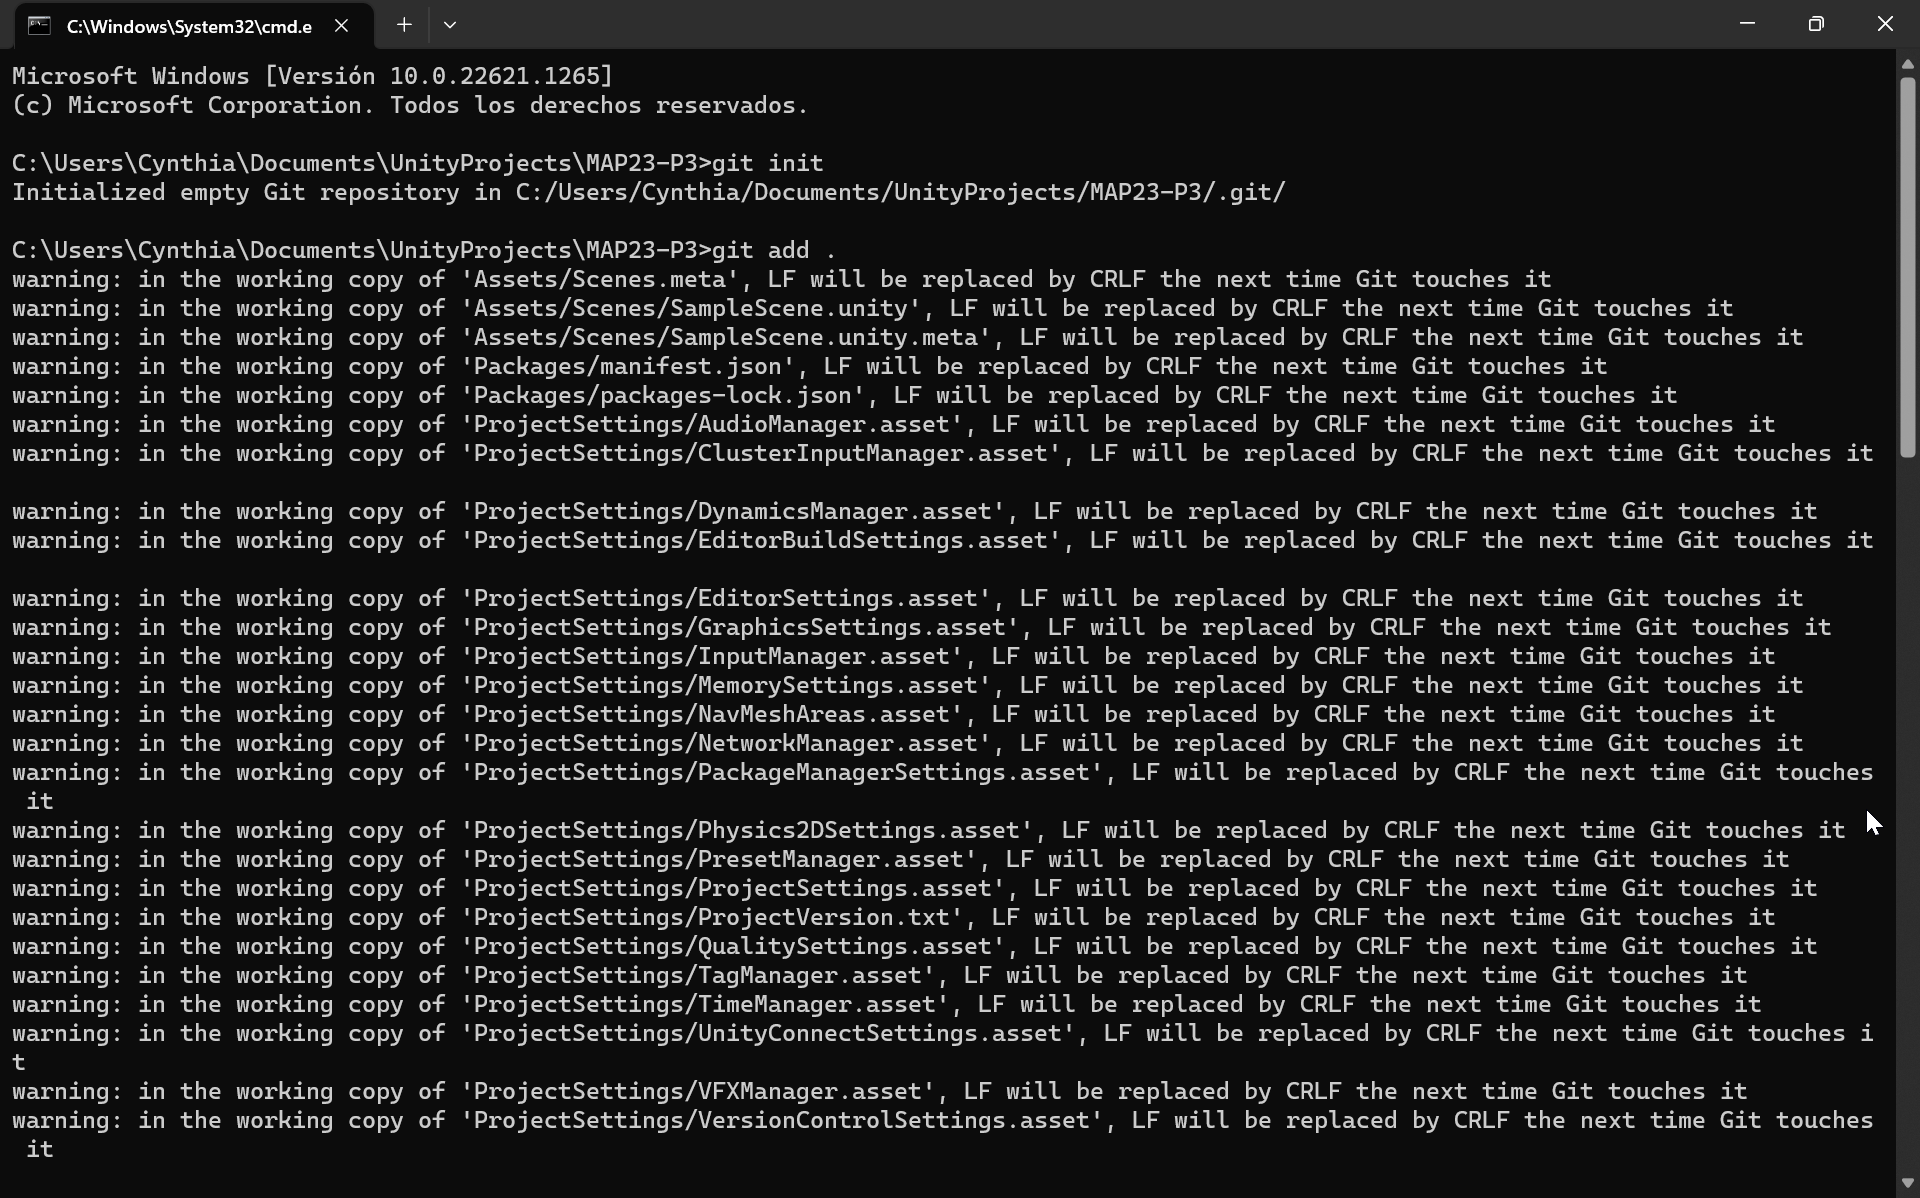 C:\Windows\System32\cmd.e
Microsoft Windows [Versión 10.0.22621.1265]
(c) Microsoft Corporation. Todos los derechos reservados.
C:\Users\Cynthia\Documents\UnityProjects\MAP23-P3>git init
Initialized empty Git repository in C:/Users/Cynthia/Documents/UnityProjects/MAP23-P3/.git/
C:\Users\Cynthia\Documents\UnityProjects\MAP23-P3>git add .
warning: in the working copy of 'Assets/Scenes.meta', LF will be replaced by CRLF the next time Git touches it
warning: in the working copy of 'Assets/Scenes/SampleScene.unity', LF will be replaced by CRLF the next time Git touches it
warning: in the working copy of 'Assets/Scenes/SampleScene.unity.meta', LF will be replaced by CRLF the next time Git touches it
warning: in the working copy of 'Packages/manifest.json', LF will be replaced by CRLF the next time Git touches it
warning: in the working copy of 'Packages/packages-lock.json', LF will be replaced by CRLF the next time Git touches it
warning: in the working copy of 'ProjectSettings/AudioManager.asset', LF will be replaced by CRLF the next time Git touches it
warning: in the working copy of 'ProjectSettings/ClusterInputManager.asset', LF will be replaced by CRLF the next time Git touches it
warning: in the working copy of 'ProjectSettings/DynamicsManager.asset', LF will be replaced by CRLF the next time Git touches it
warning: in the working copy of 'ProjectSettings/EditorBuildSettings.asset', LF will be replaced by CRLF the next time Git touches it
warning: in the working copy of 'ProjectSettings/EditorSettings.asset', LF will be replaced by CRLF the next time Git touches it
warning: in the working copy of 'ProjectSettings/GraphicsSettings.asset', LF will be replaced by CRLF the next time Git touches it
warning: in the working copy of 'ProjectSettings/InputManager.asset', LF will be replaced by CRLF the next time Git touches it
warning: in the working copy of 'ProjectSettings/MemorySettings.asset', LF will be replaced by CRLF the next time Git touches it
warning: in the working copy of 'ProjectSettings/NavMeshAreas.asset', LF will be replaced by CRLF the next time Git touches it
warning: in the working copy of 'ProjectSettings/NetworkManager.asset', LF will be replaced by CRLF the next time Git touches it
warning: in the working copy of 'ProjectSettings/PackageManagerSettings.asset', LF will be replaced by CRLF the next time Git touches
it
warning: in the working copy of 'ProjectSettings/Physics2DSettings.asset', LF will be replaced by CRLF the next time Git touches it
warning: in the working copy of 'ProjectSettings/PresetManager.asset', LF will be replaced by CRLF the next time Git touches it
warning: in the working copy of 'ProjectSettings/ProjectSettings.asset', LF will be replaced by CRLF the next time Git touches it
warning: in the working copy of 'ProjectSettings/ProjectVersion.txt', LF will be replaced by CRLF the next time Git touches it
warning: in the working copy of 'ProjectSettings/QualitySettings.asset', LF will be replaced by CRLF the next time Git touches it
warning: in the working copy of 'ProjectSettings/TagManager.asset', LF will be replaced by CRLF the next time Git touches it
warning: in the working copy of 'ProjectSettings/TimeManager.asset', LF will be replaced by CRLF the next time Git touches it
warning: in the working copy of 'ProjectSettings/UnityConnectSettings.asset', LF will be replaced by CRLF the next time Git touches i
t
warning: in the working copy of 'ProjectSettings/VFXManager.asset', LF will be replaced by CRLF the next time Git touches it
warning: in the working copy of 'ProjectSettings/VersionControlSettings.asset', LF will be replaced by CRLF the next time Git touches
it